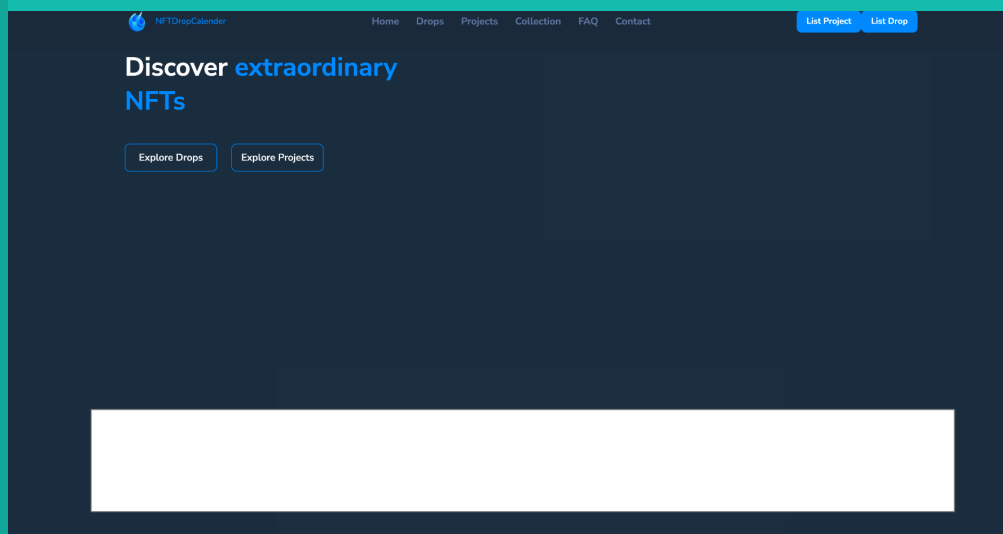 NFTDropCalender
Home Drops Projects Collection FAQ Contact
List Project List Drop
Discover extraordinary
NFTs
Explore Drops Explore Projects